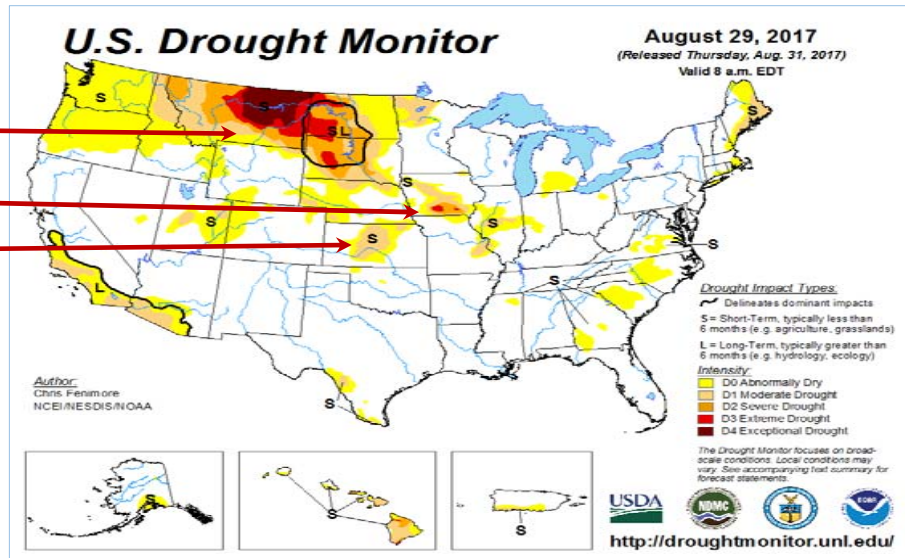 U.S. Drought Monitor
August 29, 2017
(Released Thursday, Aug. 31, 2017)
Valid 8 a.m. EDT
S
S
S L
S
S
S
S
S
S
L
S
S
S
Drought Impact Types:
Delineates dominant impacts
S = Short-Term, typically less than
6 months (e.g. agriculture, grasslands)
L = Long-Term, typically greater than
6 months (e.g. hydrology, ecology)
Intensity:
D0 Abnormally Dry
D1 Moderate Drought
D2 Severe Drought
D3 Extreme Drought
D4 Exceptional Drought
Author:
Chris Fenimore
NCEI/NESDIS/NOAA
The Drought Monitor focuses on broad-
scale conditions. Local conditions may
vary. See accompanying text summary for
forecast statements.
S
S
S
USDA
NDMC
http://droughtmonitor.unl.edu/